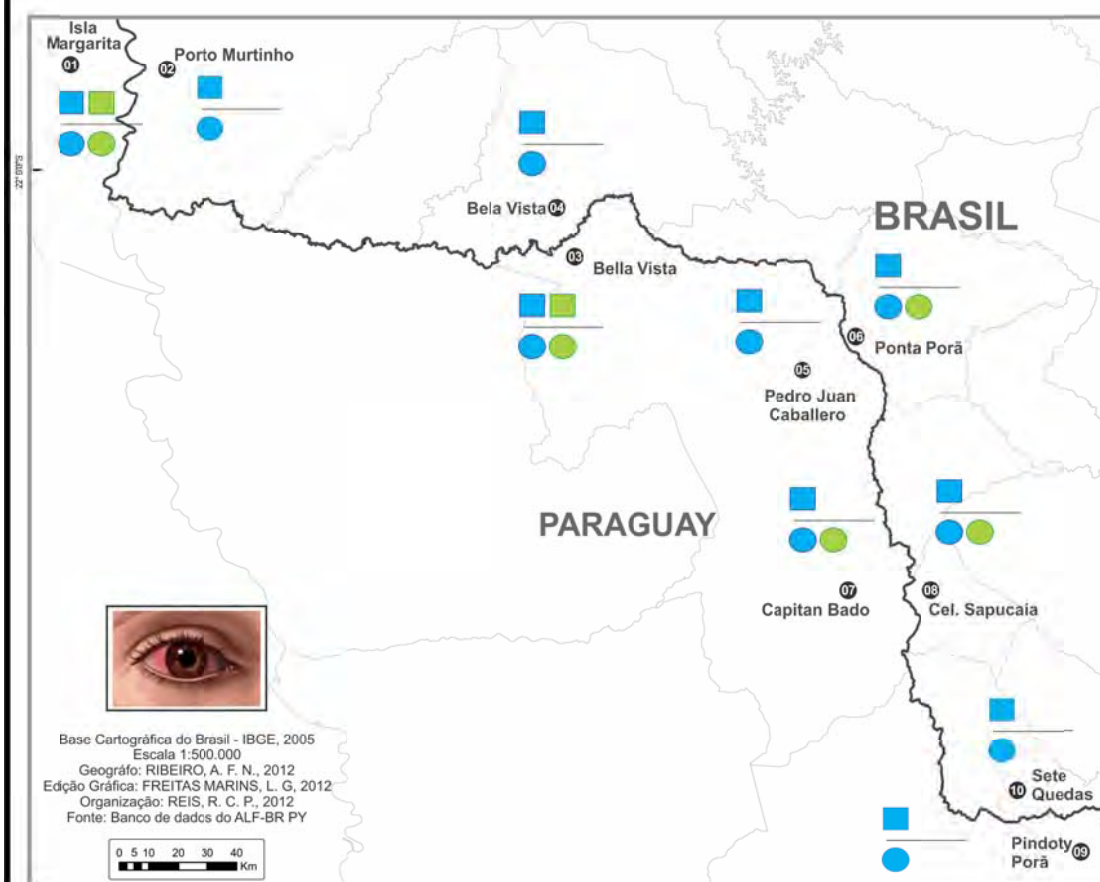 Isla
Margarita
01
02
Porto Murtinho
22°0'0"S
Bela Vista
04
BRASIL
03
Bella Vista
06
Ponta Porã
05
Pedro Juan
Caballero
PARAGUAY
07
08
Capitan Bado
Cel. Sapucaia
Base Cartográfica do Brasil - IBGE, 2005
Escala 1:500.000
Geográfo: RIBEIRO, A. F. N., 2012
Edição Gráfica: FREITAS MARINS, L. G, 2012
Organização: REIS, R. C. P., 2012
Fonte: Banco de dados do ALF-BR PY
0 5 10 20 30 40
Km
10
Sete
Quedas
Pindoty
Porã
09